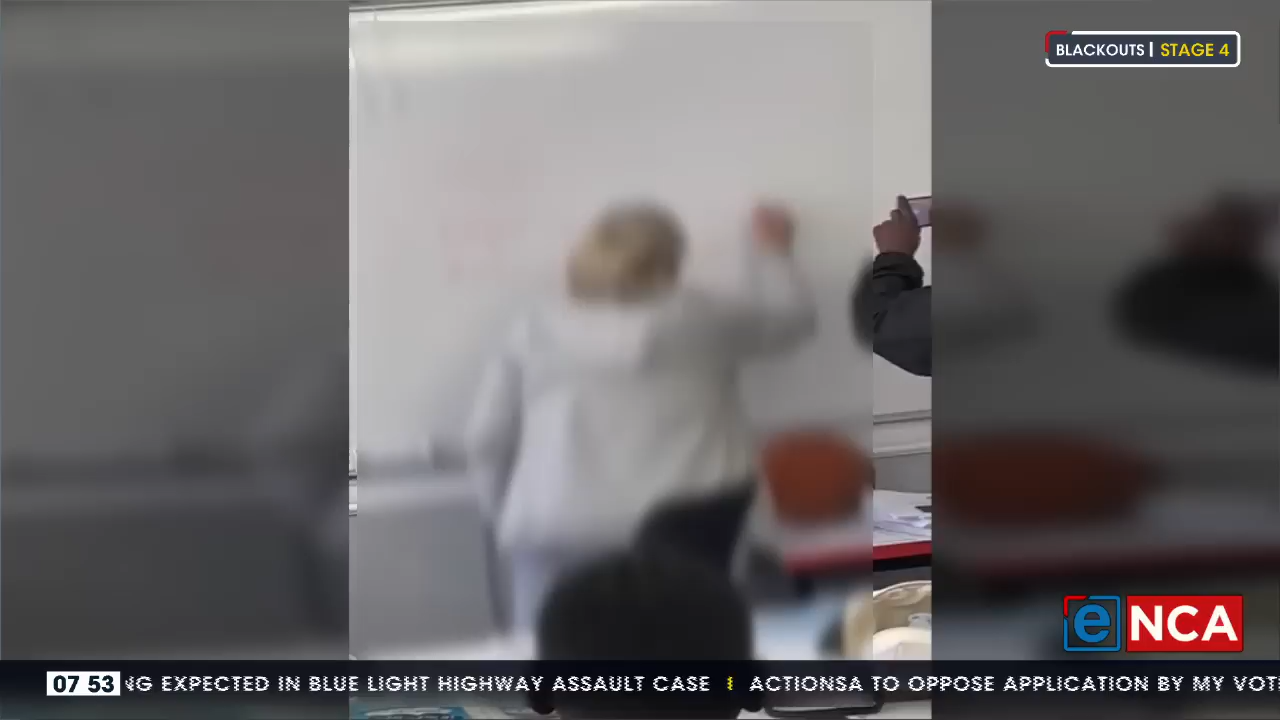 BLACKOUTS | STAGE 4
eNCA
07 53 NG EXPECTED IN BLUE LIGHT HIGHWAY ASSAULT CASE ACTIONSA TO OPPOSE APPLICATION BY MY VOT